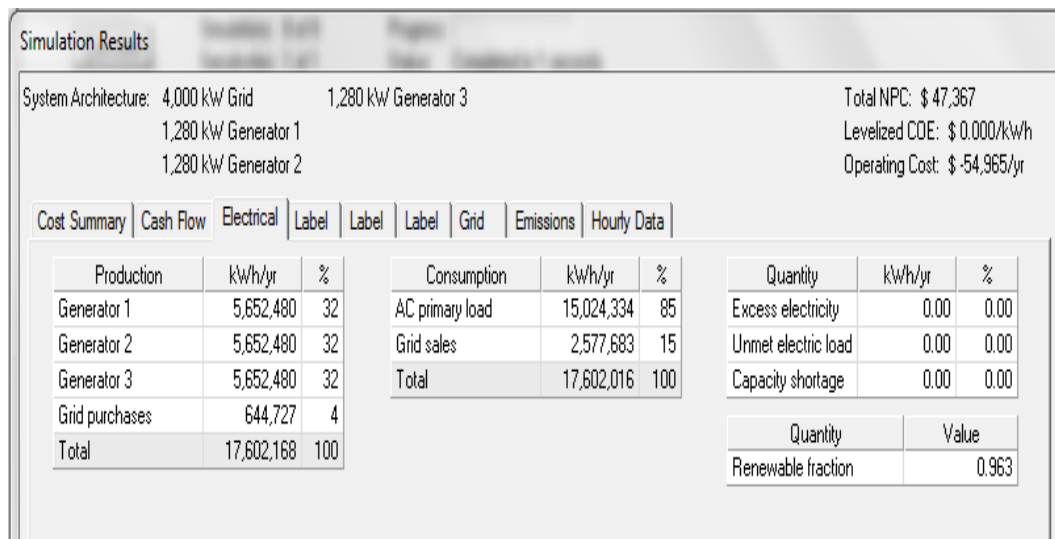 Simulation Results
System Architecture: 4,000 kW Grid 1,280 kW Generator 3 Total NPC: $ 47,367
1,280 kW Generator 1 Levelized COE: $ 0.000/kWh
1,280 kW Generator 2 Operating Cost: $ -54,965/yr
Cost Summary Cash Flow Electrical Label Label Label Grid Emissions Hourly Data
Production kWh/yr % Consumption kWh/yr % Quantity kWh/yr %
Generator 1 5,652,480 32 AC primary load 15,024,334 85 Excess electricity 0.00 0.00
Generator 2 5,652,480 32 Grid sales 2,577,683 15 Unmet electric load 0.00 0.00
Generator 3 5,652,480 32 Total 17,602,016 100 Capacity shortage 0.00 0.00
Grid purchases 644,727 4
Total 17,602,168 100
Quantity Value
Renewable fraction 0.963